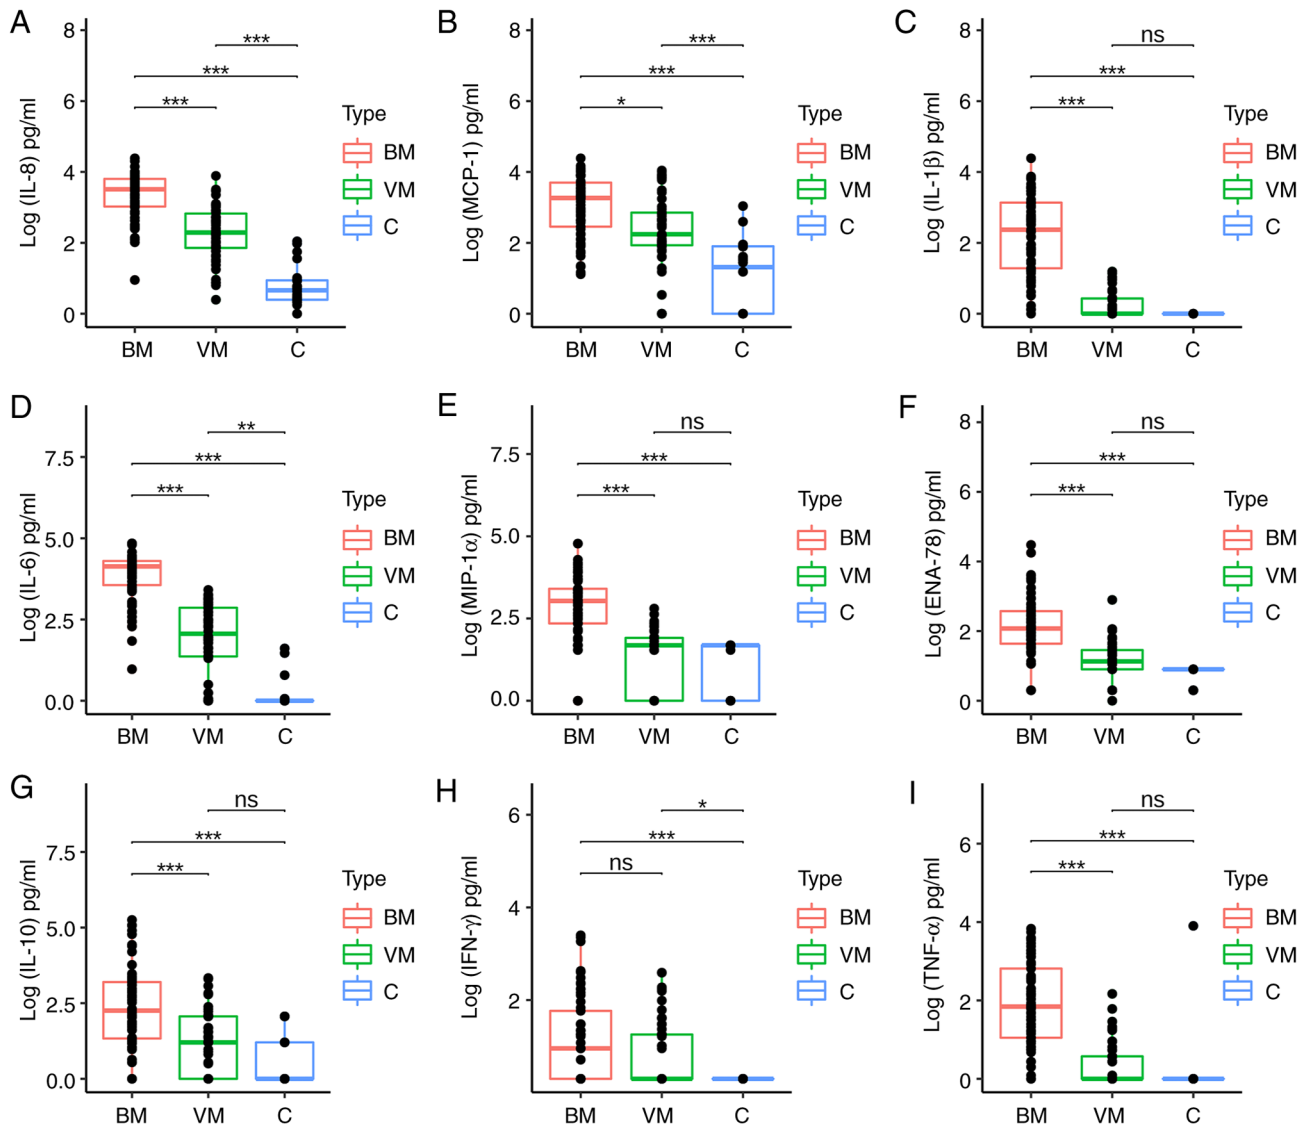 A
8
6
4
2
0
Log (IL-8) pg/ml
***
***
***
BM VM C
Type
BM
VM
C
B
8
6
4
2
0
Log (MCP-1) pg/ml
***
***
*
BM VM C
Type
BM
VM
C
C
8
6
4
2
0
Log (IL-1β) pg/ml
ns
***
***
BM VM C
Type
BM
VM
C
D
7.5
5.0
2.5
0.0
Log (IL-6) pg/ml
**
***
***
BM VM C
Type
BM
VM
C
E
7.5
5.0
2.5
0.0
Log (MIP-1α) pg/ml
ns
***
***
BM VM C
Type
BM
VM
C
F
8
6
4
2
0
Log (ENA-78) pg/ml
ns
***
***
BM VM C
Type
BM
VM
C
G
7.5
5.0
2.5
0.0
Log (IL-10) pg/ml
ns
***
***
BM VM C
Type
BM
VM
C
H
6
4
2
Log (IFN-γ) pg/ml
*
***
ns
BM VM C
Type
BM
VM
C
I
6
4
2
0
Log (TNF-α) pg/ml
ns
***
***
BM VM C
Type
BM
VM
C